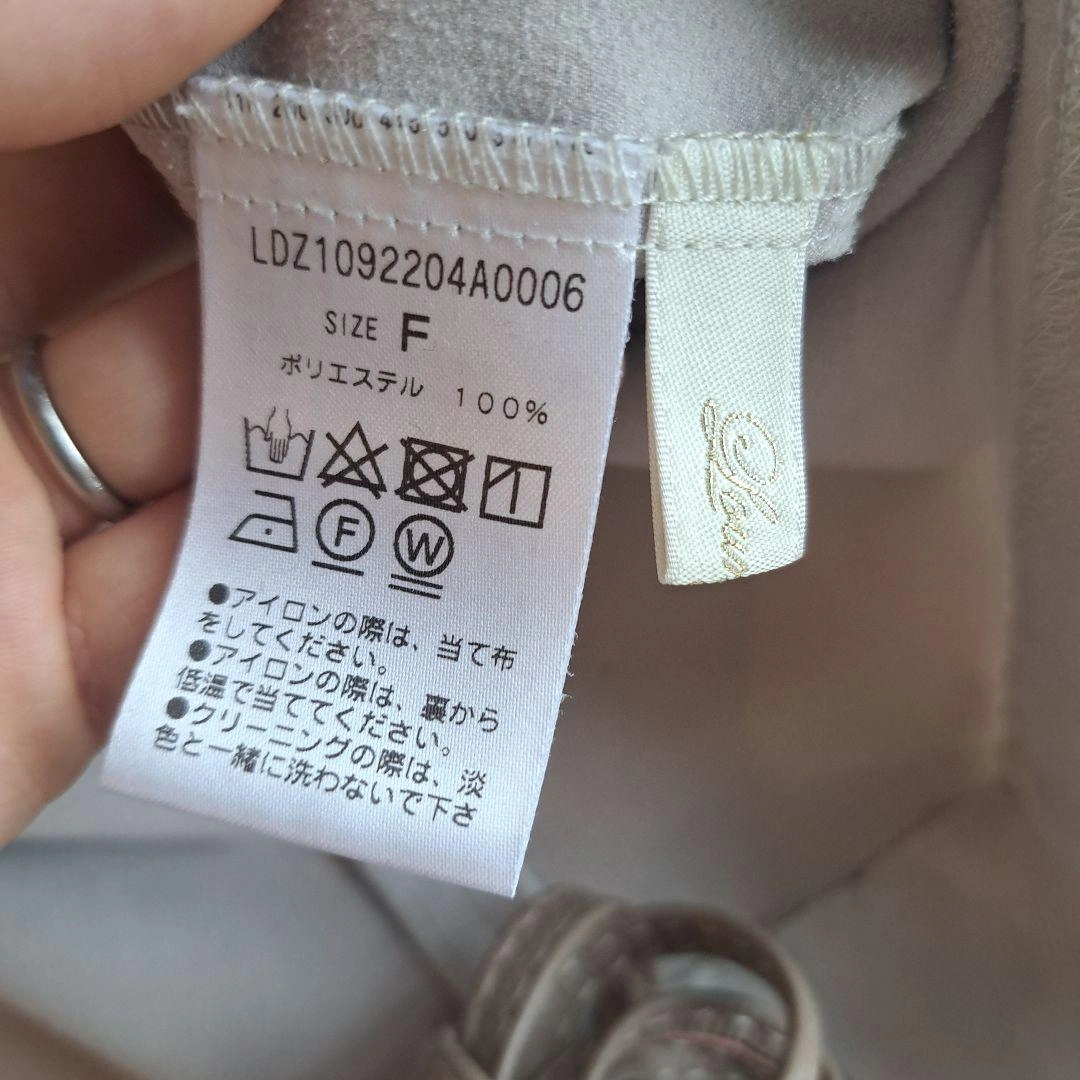 LDZ1092204A0006
SIZE F
ポリエステル 100%
F
W
●アイロンの際は、当て布
をしてください。
●アイロンの際は、裏から
低温で当ててください。
●クリーニングの際は、淡
色と一緒に洗わないで下さ